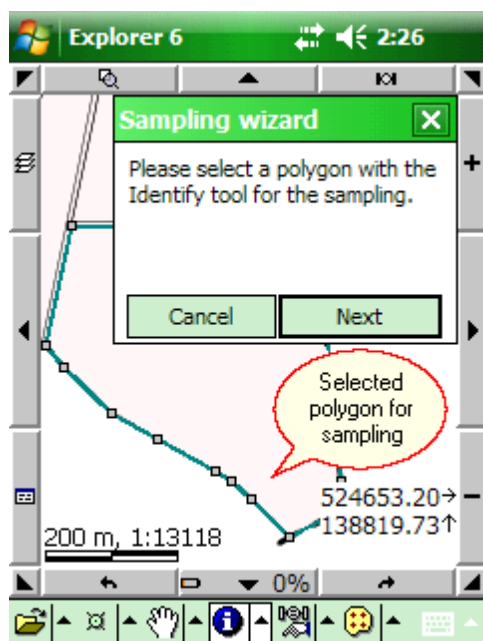 Explorer 6 2:26
Sampling wizard
Please select a polygon with the
Identify tool for the sampling.
Cancel Next
Selected
polygon for
sampling
524653.20→
138819.73↑
200 m, 1:13118
0%